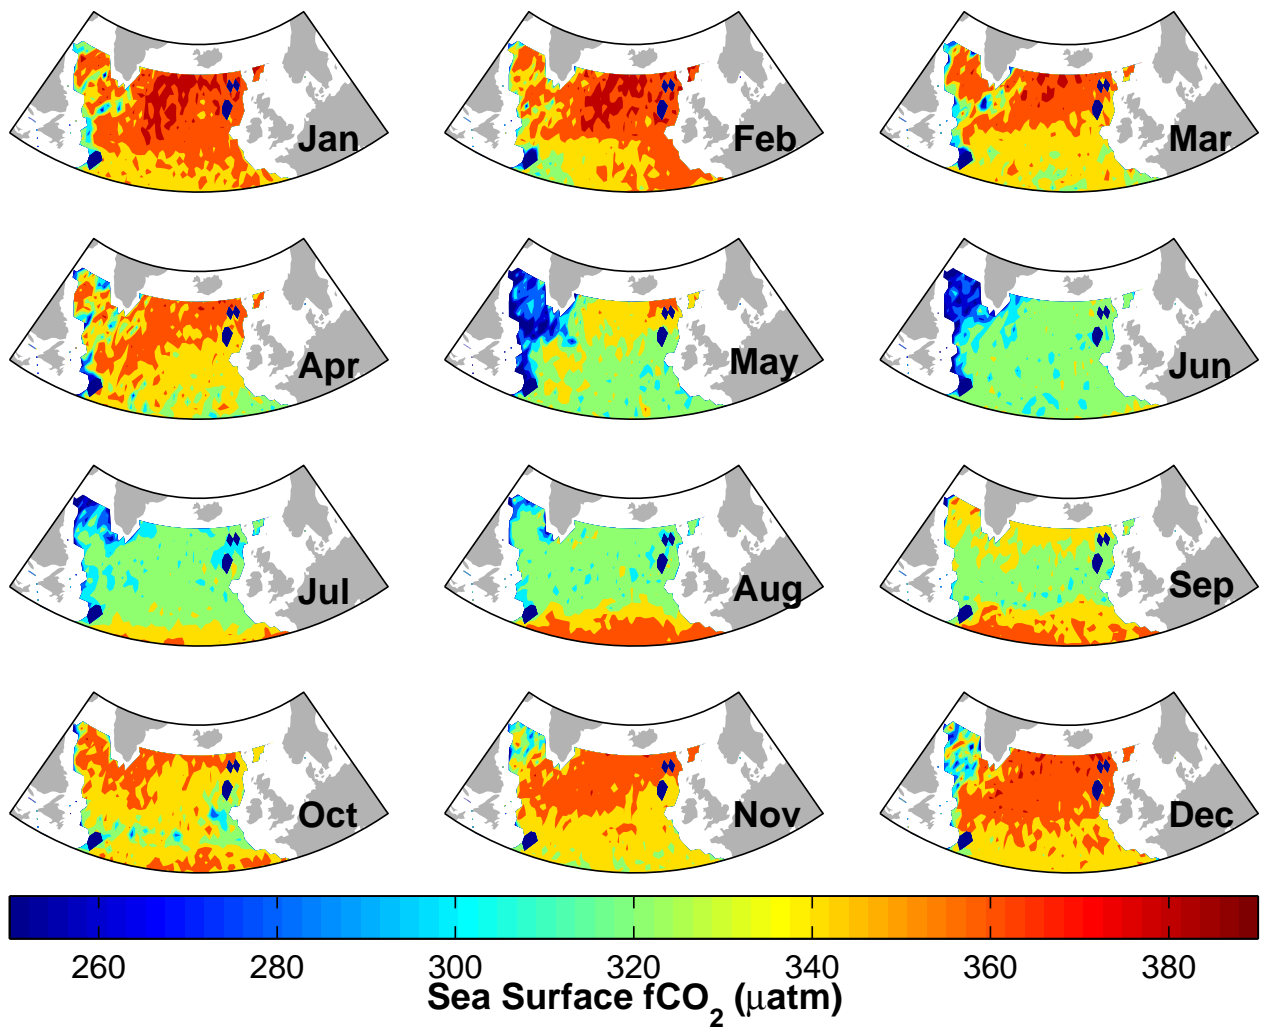 Jan Feb Mar
Apr May Jun
Jul Aug Sep
Oct Nov Dec
260 280 300 320 340 360 380
Sea Surface fCO₂ (μatm)